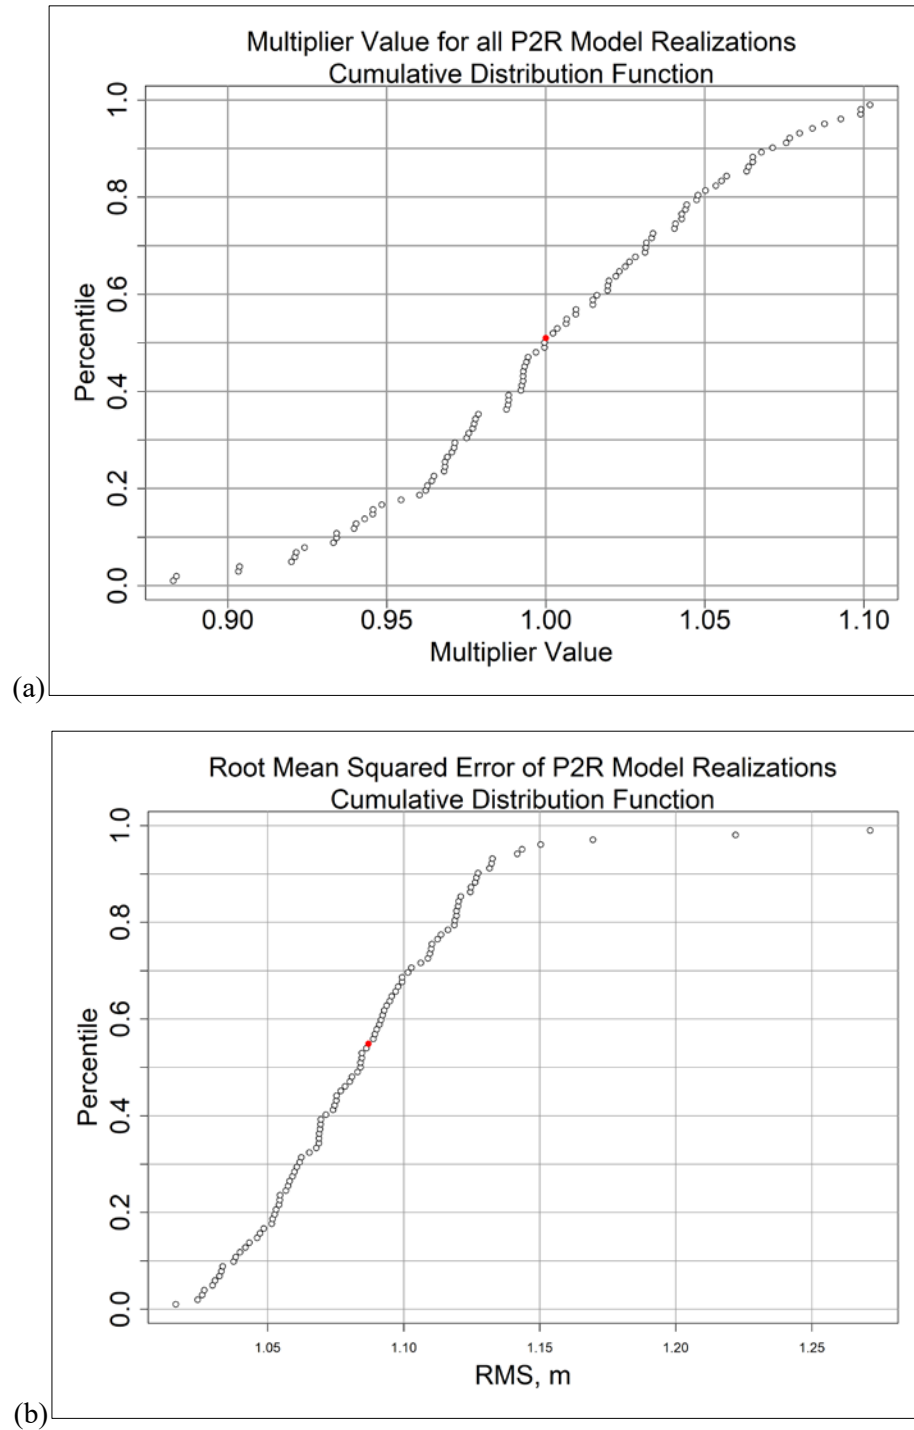 Multiplier Value for all P2R Model Realizations
Cumulative Distribution Function
Percentile
1.0
0.8
0.6
0.4
0.2
0.0
0.90 0.95 1.00 1.05 1.10
Multiplier Value
(a)
Root Mean Squared Error of P2R Model Realizations
Cumulative Distribution Function
Percentile
1.0
0.8
0.6
0.4
0.2
0.0
1.05 1.10 1.15 1.20 1.25
RMS, m
(b)